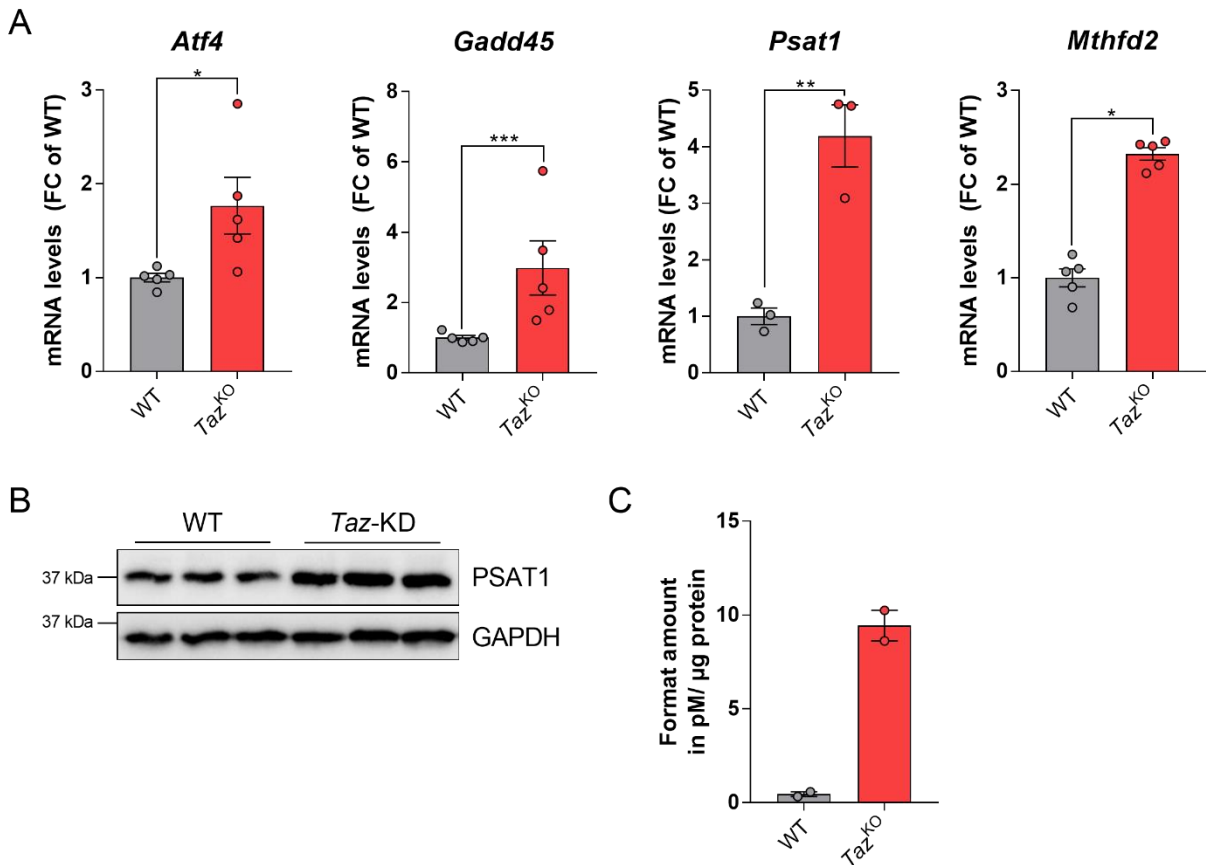 A
Atf4
Gadd45
Psat1
Mthfd2
mRNA levels (FC of WT)
3
2
1
0
*
WT
TazKO
mRNA levels (FC of WT)
8
6
4
2
0
***
WT
TazKO
mRNA levels (FC of WT)
5
4
3
2
1
0
**
WT
TazKO
mRNA levels (FC of WT)
3
2
1
0
*
WT
TazKO
B
WT
Taz-KD
37 kDa
PSAT1
37 kDa
GAPDH
C
Format amount
in pM/ µg protein
15
10
5
0
WT
TazKO